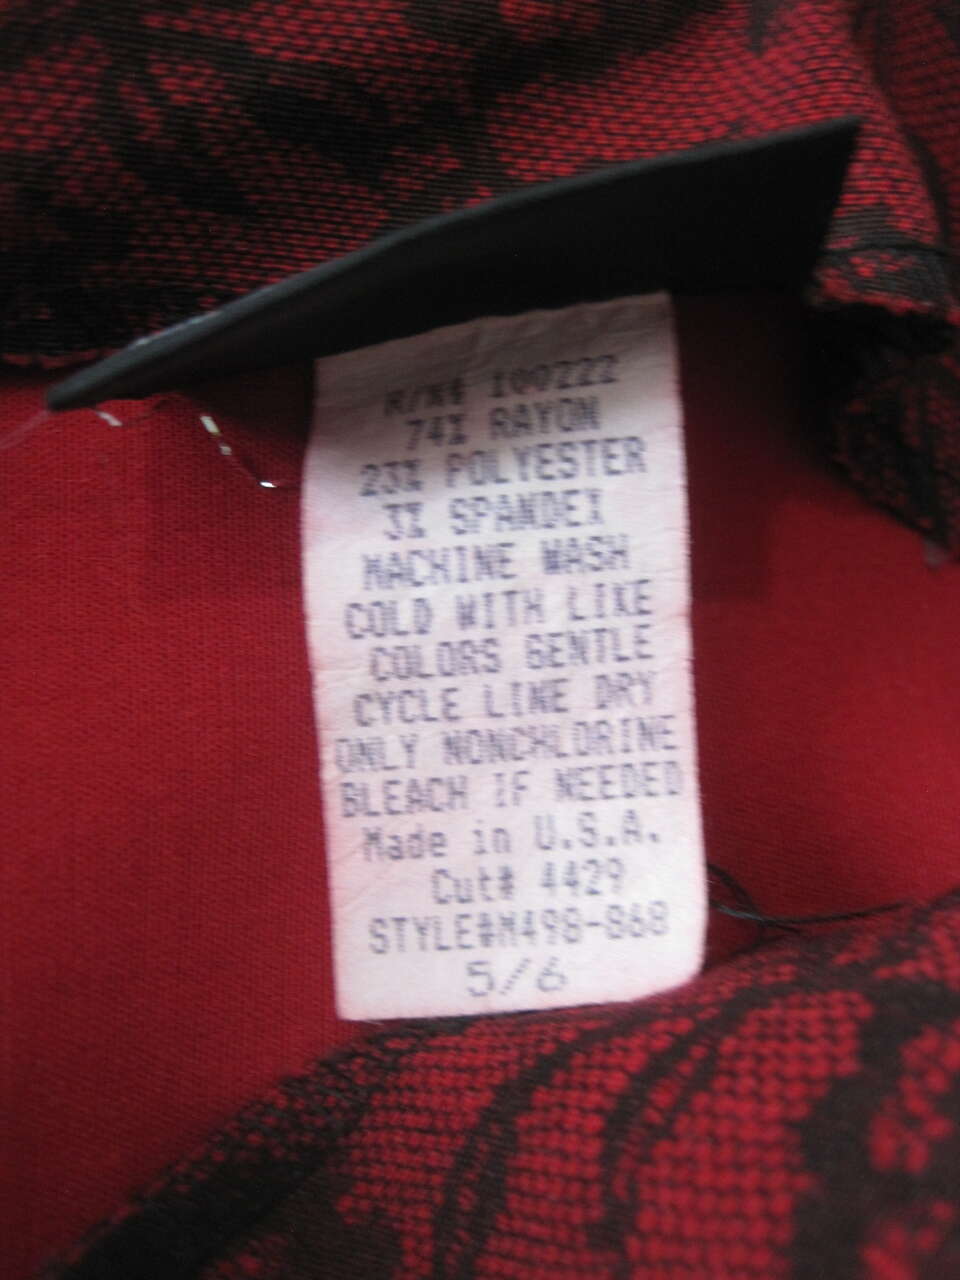 R/N# 100222
74% RAYON
23% POLYESTER
3% SPANDEX
MACHINE WASH
COLD WITH LIKE
COLORS GENTLE
CYCLE LINE DRY
ONLY NONCHLORINE
BLEACH IF NEEDED
Made in U.S.A.
Cut# 4429
STYLE#M498-868
5/6